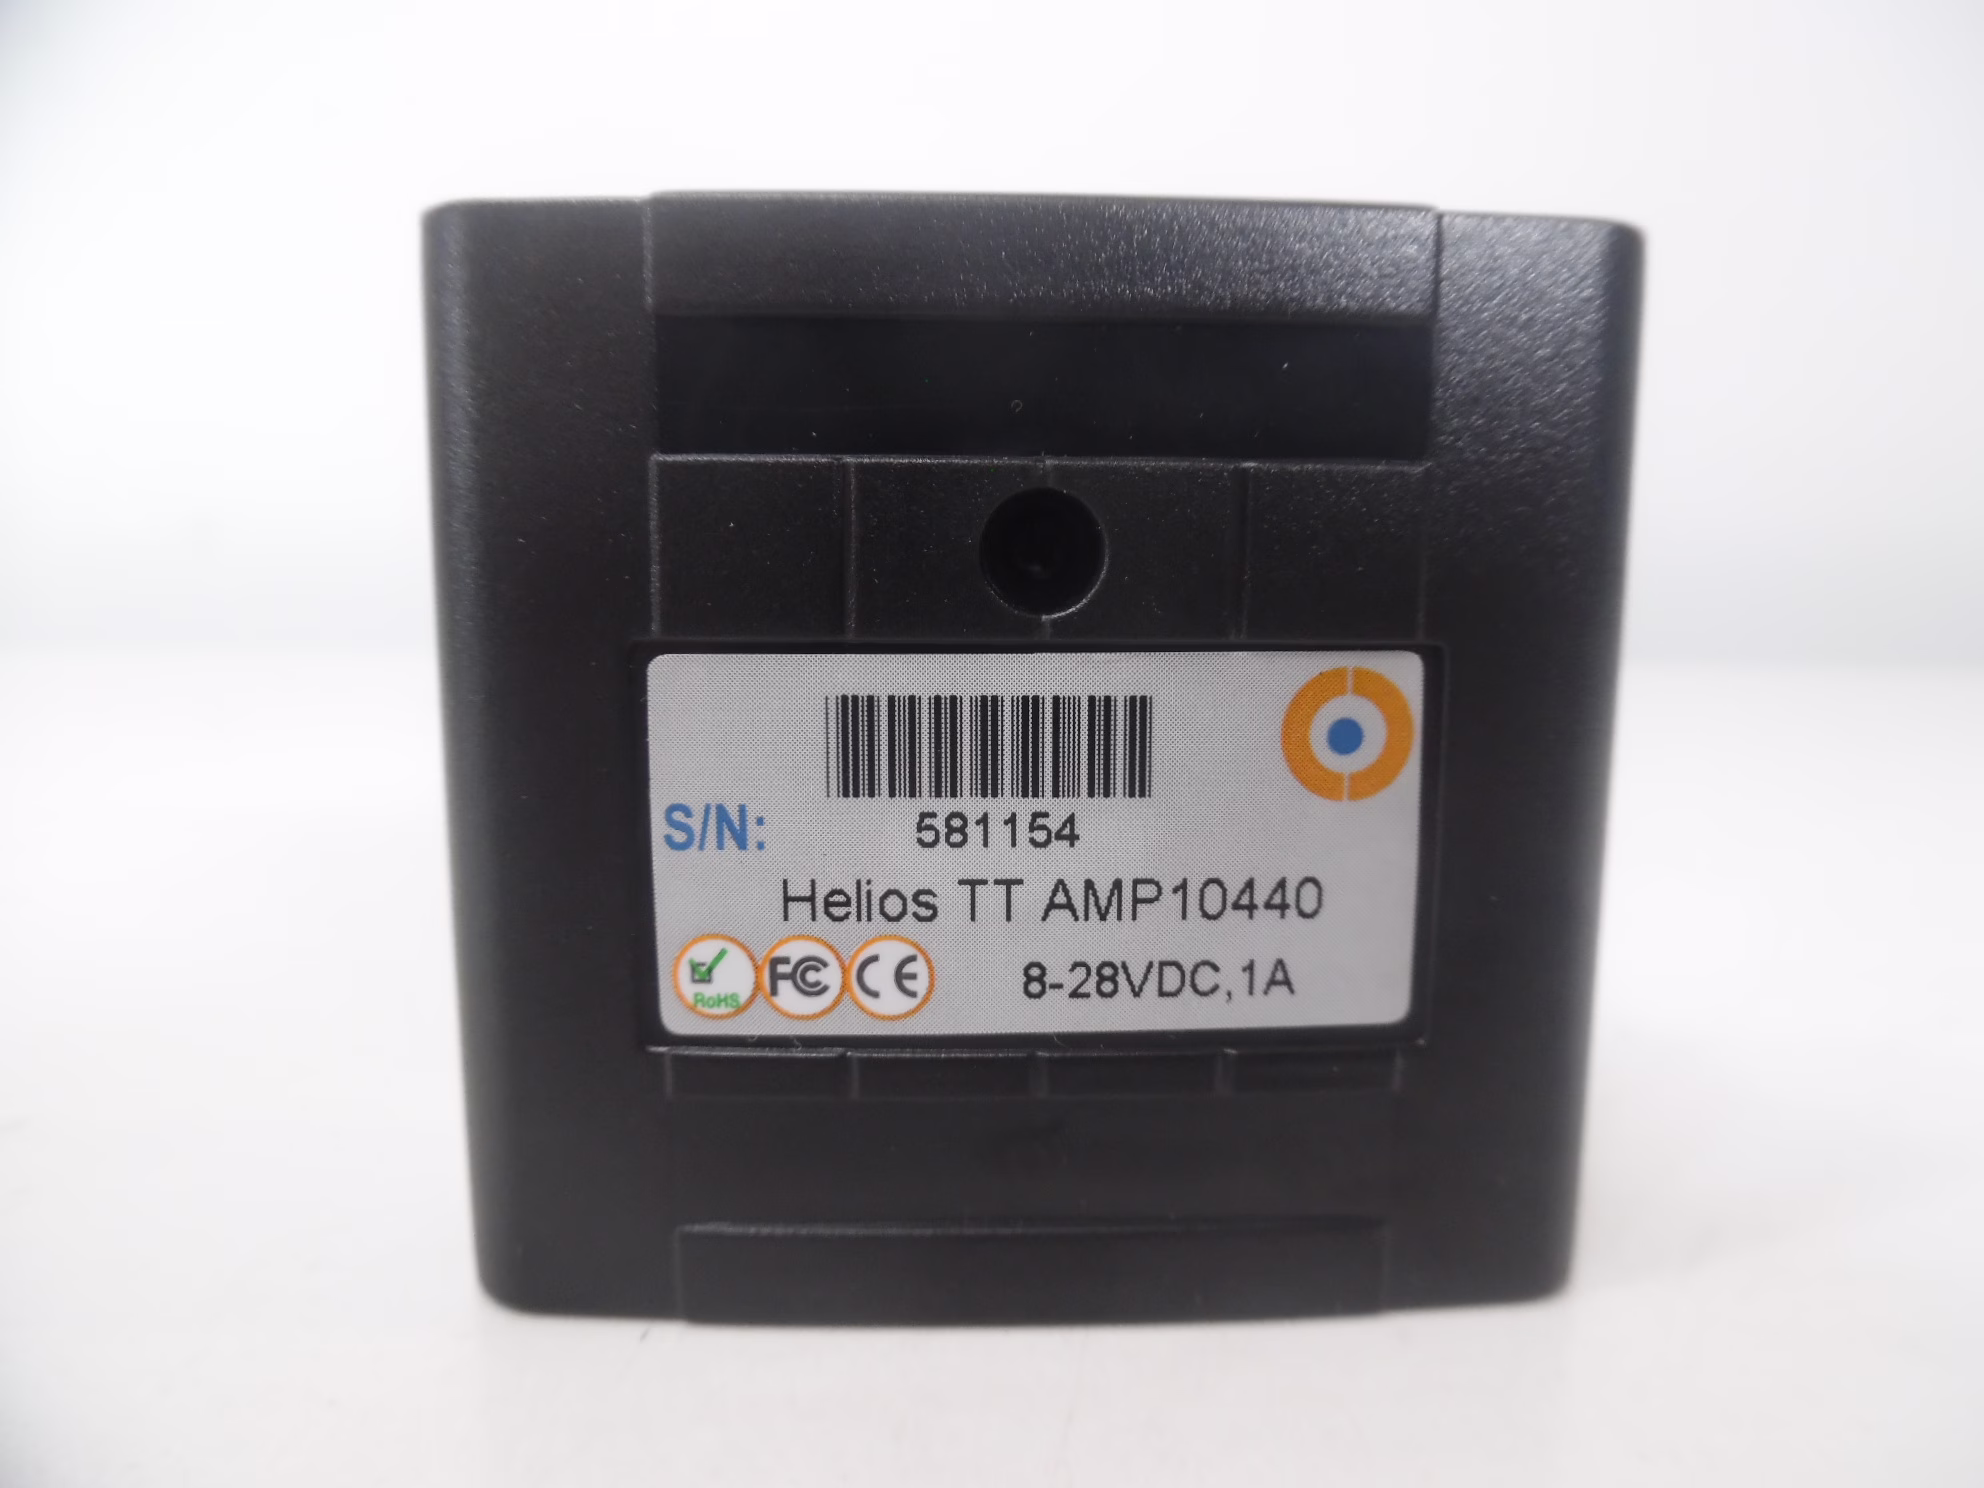 S/N: 581154
Helios TT AMP10440
RoHS FC CE 8-28VDC,1A